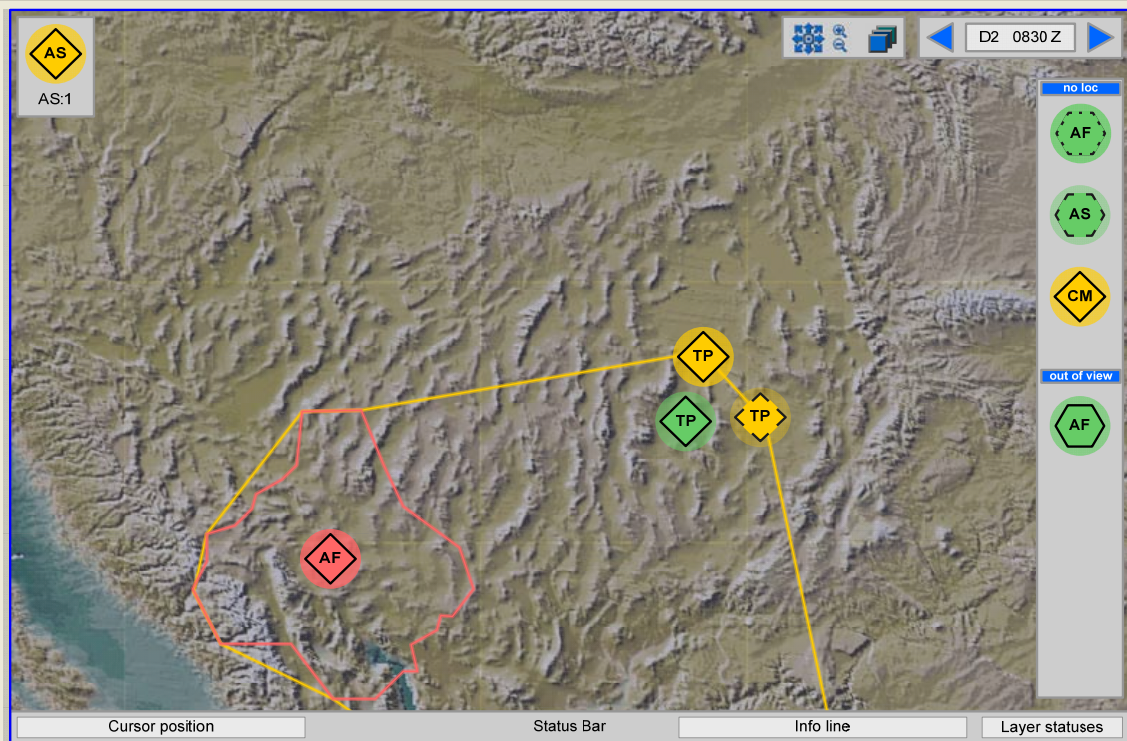 AS
AS:1
D2 0830 Z
no loc
AF
AS
CM
out of view
AF
TP
TP
TP
AF
Cursor position
Status Bar
Info line
Layer statuses